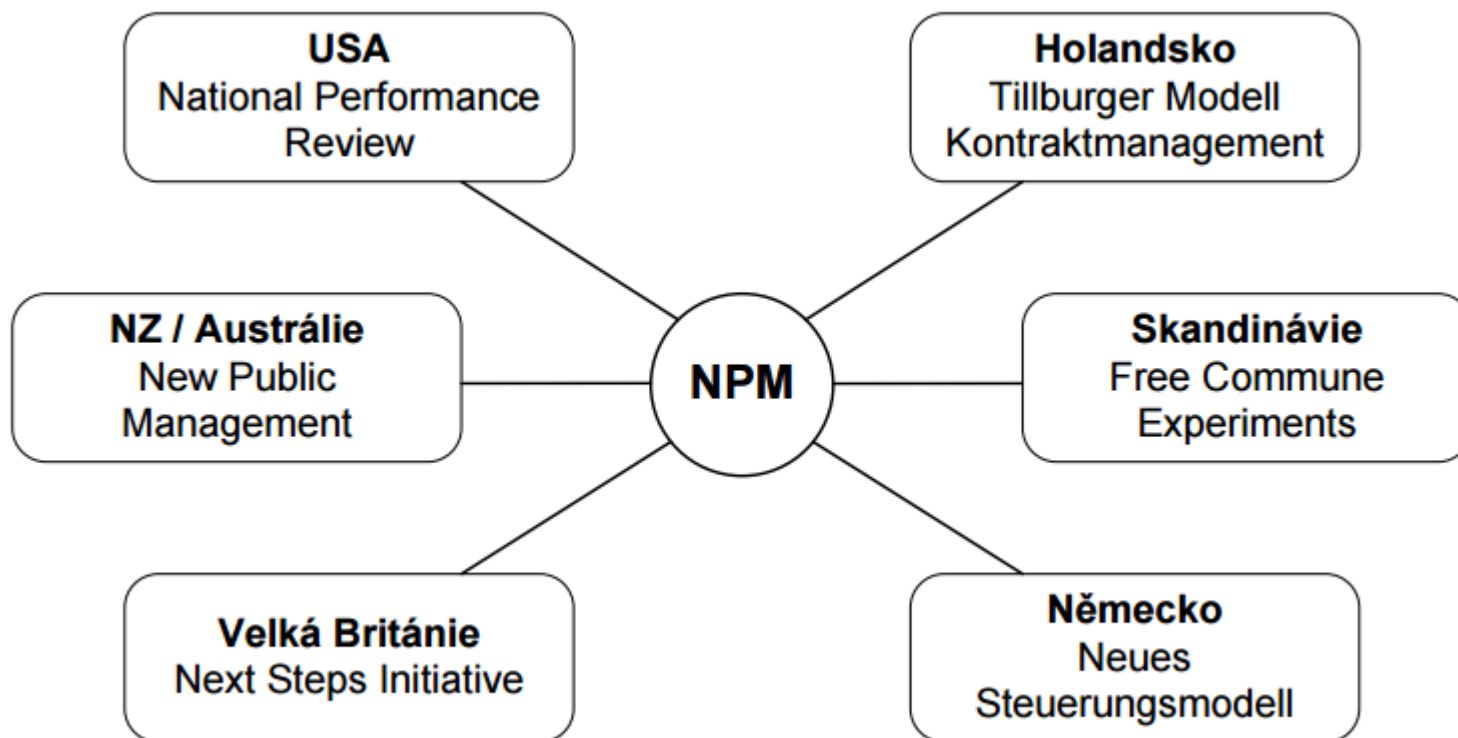 USA
National Performance
Review
Holandsko
Tillburger Modell
Kontraktmanagement
NZ / Austrálie
New Public
Management
NPM
Skandinávie
Free Commune
Experiments
Velká Británie
Next Steps Initiative
Německo
Neues
Steuerungsmodell